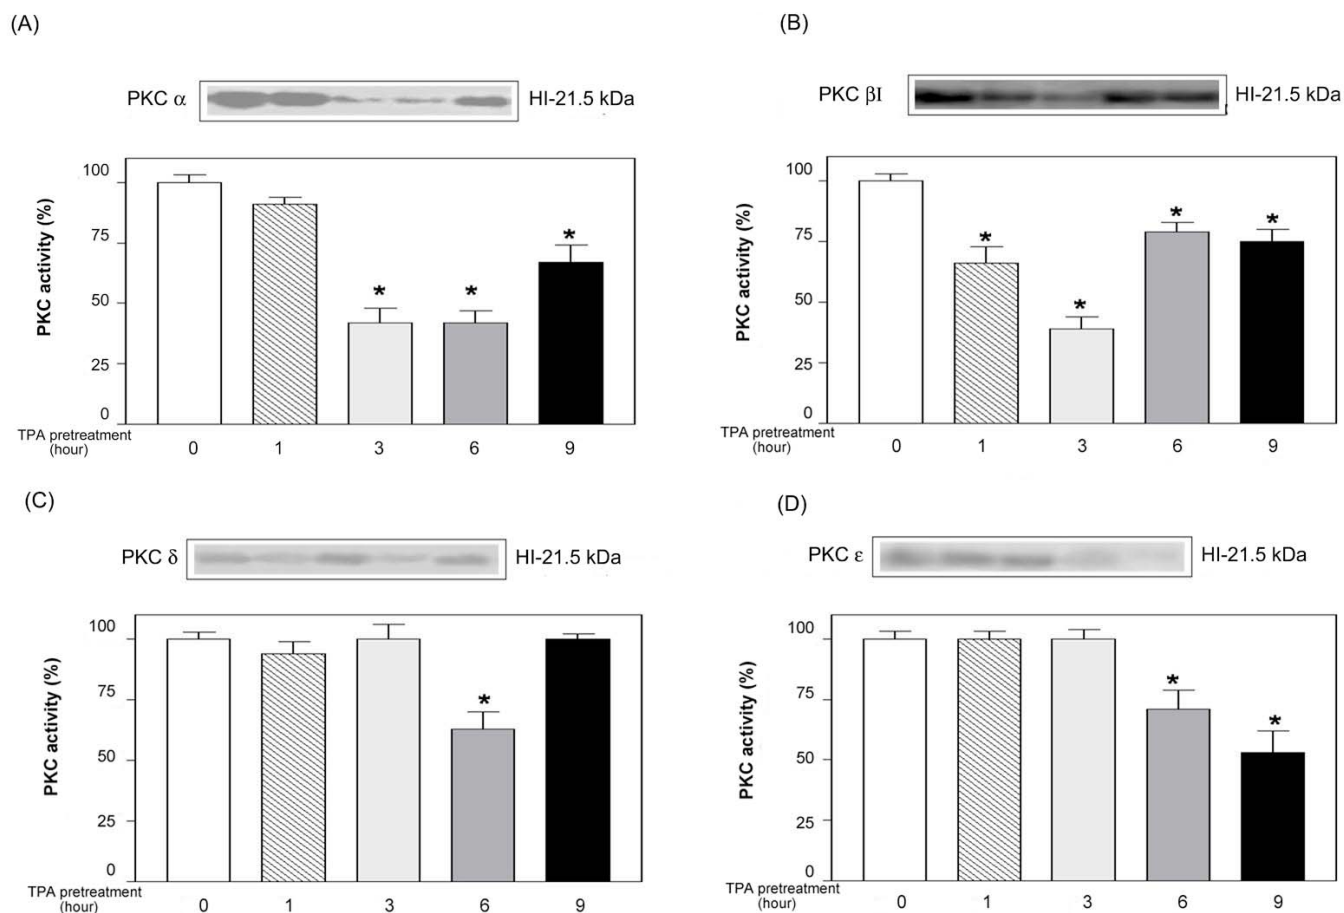 (A)
PKC α
HI-21.5 kDa
PKC activity (%)
100
75
50
25
0
*
*
*
TPA pretreatment
(hour)
0 1 3 6 9
(B)
PKC βI
HI-21.5 kDa
PKC activity (%)
100
75
50
25
0
*
*
*
*
TPA pretreatment
(hour)
0 1 3 6 9
(C)
PKC δ
HI-21.5 kDa
PKC activity (%)
100
75
50
25
0
*
TPA pretreatment
(hour)
0 1 3 6 9
(D)
PKC ε
HI-21.5 kDa
PKC activity (%)
100
75
50
25
0
*
*
TPA pretreatment
(hour)
0 1 3 6 9